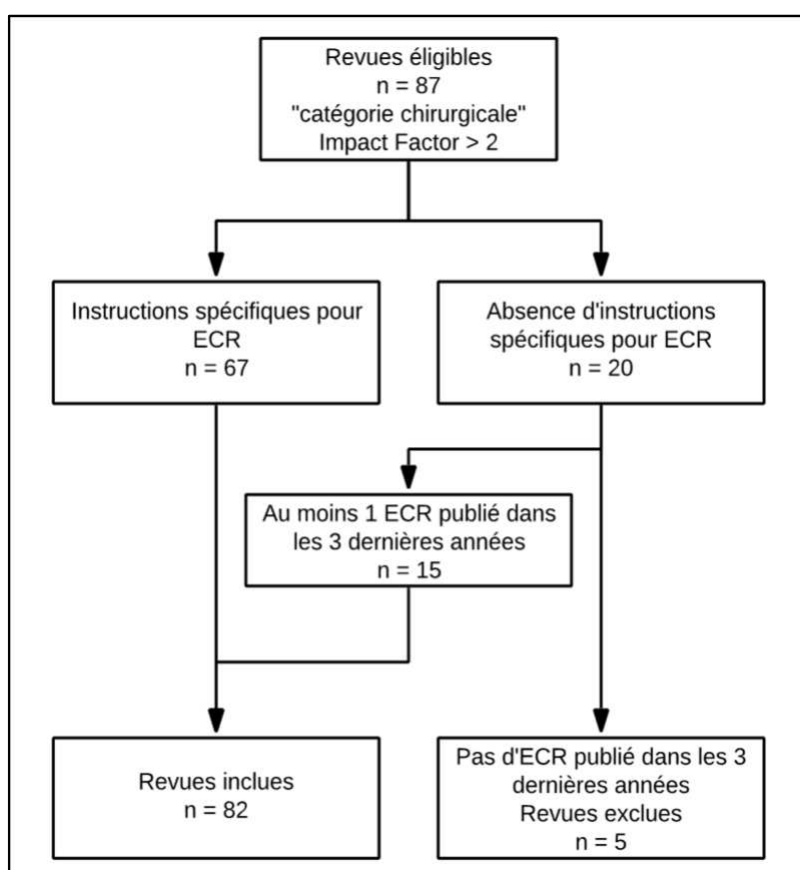 Revues éligibles
n = 87
"catégorie chirurgicale"
Impact Factor > 2
Instructions spécifiques pour
ECR
n = 67
Absence d'instructions
spécifiques pour ECR
n = 20
Au moins 1 ECR publié dans
les 3 dernières années
n = 15
Revues inclues
n = 82
Pas d'ECR publié dans les 3
dernières années
Revues exclues
n = 5